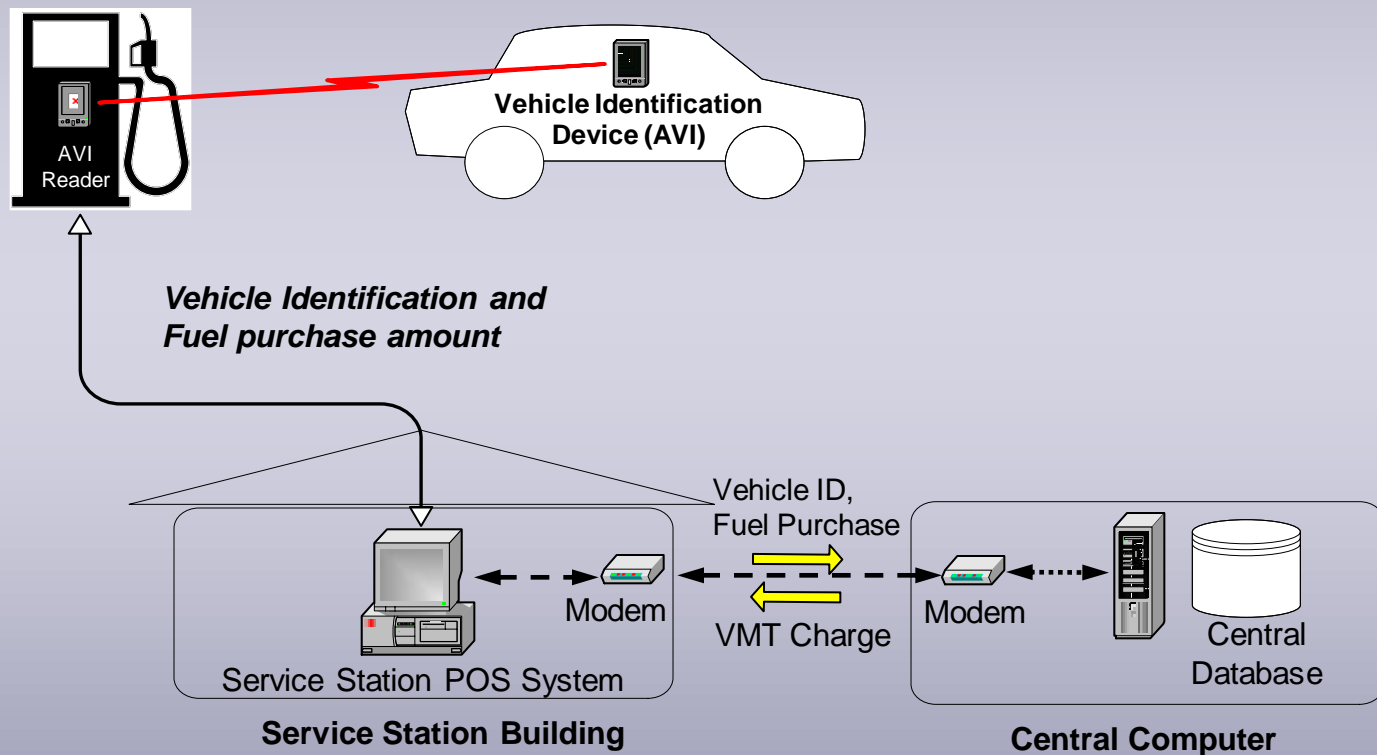 Vehicle Identification
Device (AVI)
AVI
Reader
Vehicle Identification and
Fuel purchase amount
Vehicle ID,
Fuel Purchase
Modem
VMT Charge
Modem
Central
Database
Service Station POS System
Service Station Building
Central Computer